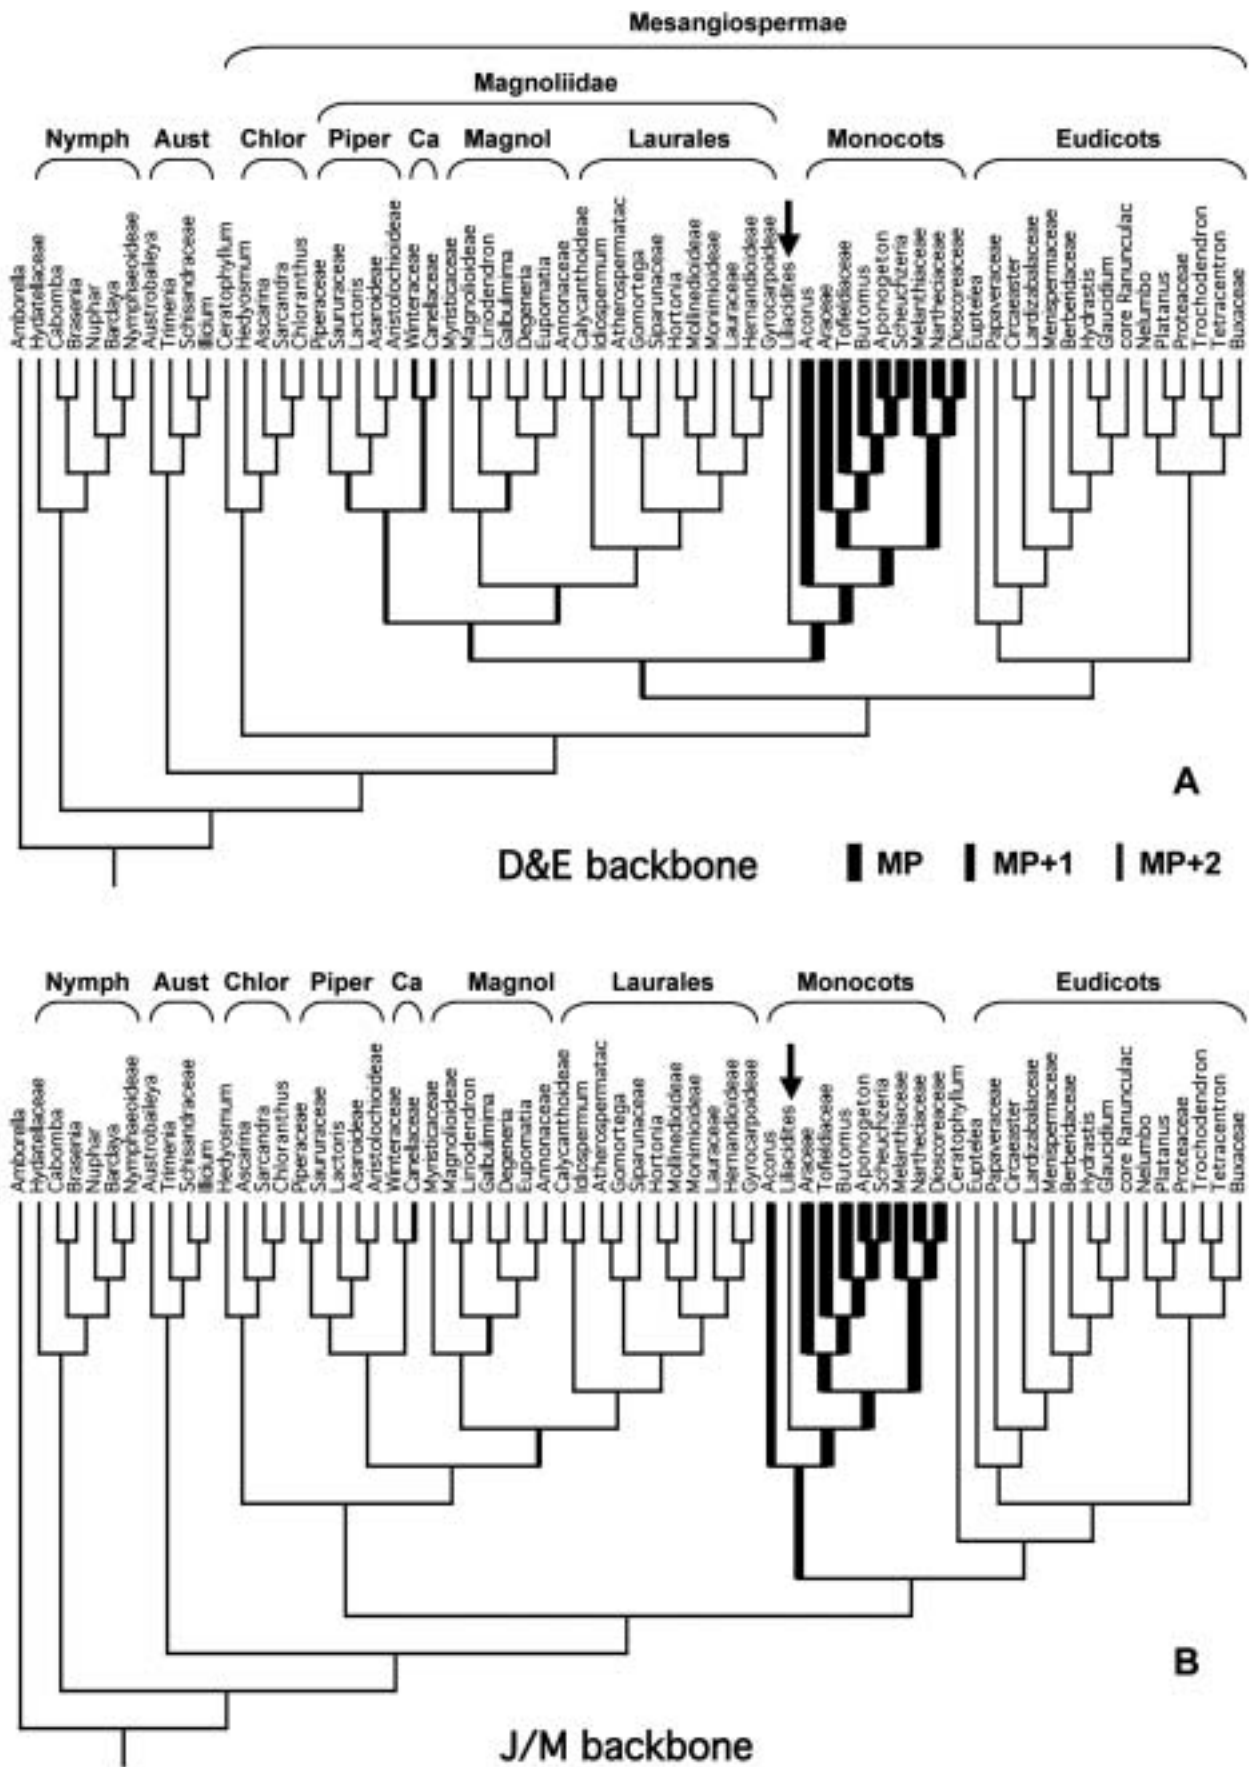 Mesangiospermae
Magnoliidae
Nymph Aust Chlor Piper Ca Magnol Laurales Monocots Eudicots
Amborella
Hydatellaceae
Cabomba
Brasenia
Nuphar
Barclaya
Nymphaeoideae
Austrobaileya
Trimenia
Schisandraceae
Illicium
Ceratophyllum
Hedyosmum
Ascarina
Sarcandra
Chloranthus
Piperaceae
Saururaceae
Lactoris
Asaroideae
Aristolochioideae
Winteraceae
Canellaceae
Myristicaceae
Magnolioideae
Liriodendron
Galbulimima
Degeneria
Eupomatia
Annonaceae
Calycanthoideae
Idiospermum
Atherospermatac
Gomortega
Siparunaceae
Hortonia
Mollinedioideae
Monimioideae
Lauraceae
Hernandioideae
Gyrocarpoideae
Liliacidites
Acorus
Araceae
Tofieldiaceae
Butomus
Aponogeton
Scheuchzeria
Melanthiaceae
Nartheciaceae
Dioscoreaceae
Euptelea
Papaveraceae
Circaeaster
Lardizabalaceae
Menispermaceae
Berberidaceae
Hydrastis
Glaucidium
core Ranunculac
Nelumbo
Platanus
Proteaceae
Trochodendron
Tetracentron
Buxaceae
A
D&E backbone MP MP+1 MP+2
Nymph Aust Chlor Piper Ca Magnol Laurales Monocots Eudicots
Amborella
Hydatellaceae
Cabomba
Brasenia
Nuphar
Barclaya
Nymphaeoideae
Austrobaileya
Trimenia
Schisandraceae
Illicium
Hedyosmum
Ascarina
Sarcandra
Chloranthus
Piperaceae
Saururaceae
Lactoris
Asaroideae
Aristolochioideae
Winteraceae
Canellaceae
Myristicaceae
Magnolioideae
Liriodendron
Galbulimima
Degeneria
Eupomatia
Annonaceae
Calycanthoideae
Idiospermum
Atherospermatac
Gomortega
Siparunaceae
Hortonia
Mollinedioideae
Monimioideae
Lauraceae
Hernandioideae
Gyrocarpoideae
Acorus
Liliacidites
Araceae
Tofieldiaceae
Butomus
Aponogeton
Scheuchzeria
Melanthiaceae
Nartheciaceae
Dioscoreaceae
Ceratophyllum
Euptelea
Papaveraceae
Circaeaster
Lardizabalaceae
Menispermaceae
Berberidaceae
Hydrastis
Glaucidium
core Ranunculac
Nelumbo
Platanus
Proteaceae
Trochodendron
Tetracentron
Buxaceae
B
J/M backbone